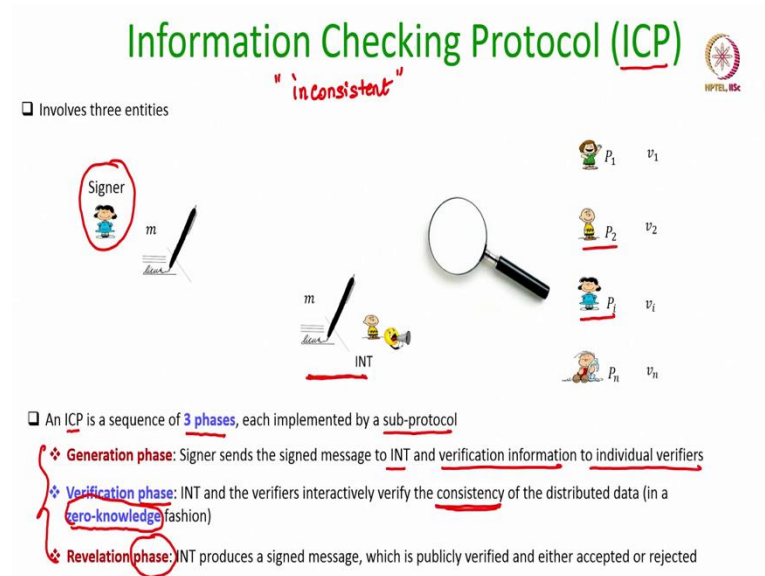 Information Checking Protocol (ICP)
"inconsistent"
NPTEL, IISc
❑ Involves three entities
Signer
m
P₁ v₁
P₂ v₂
m
Pᵢ vᵢ
INT
Pₙ vₙ
❑ An ICP is a sequence of 3 phases, each implemented by a sub-protocol
❖ Generation phase: Signer sends the signed message to INT and verification information to individual verifiers
❖ Verification phase: INT and the verifiers interactively verify the consistency of the distributed data (in a
zero-knowledge fashion)
❖ Revelation phase: INT produces a signed message, which is publicly verified and either accepted or rejected